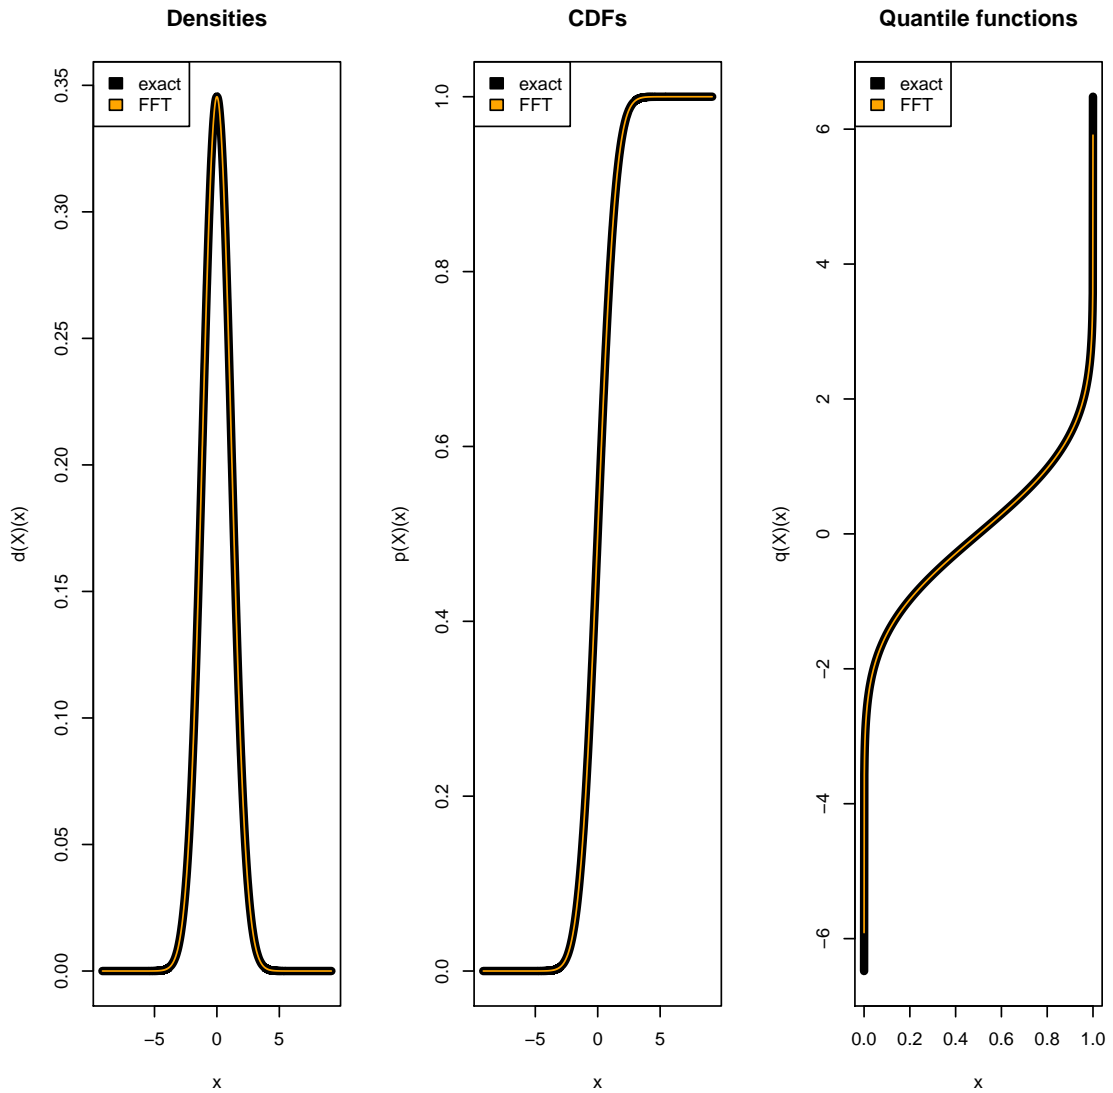 Densities
exact
FFT
0.35
0.30
0.25
0.20
0.15
0.10
0.05
0.00
d(X)(x)
−5 0 5
x
CDFs
exact
FFT
1.0
0.8
0.6
0.4
0.2
0.0
p(X)(x)
−5 0 5
x
Quantile functions
exact
FFT
6
4
2
0
−2
−4
−6
q(X)(x)
0.0 0.2 0.4 0.6 0.8 1.0
x